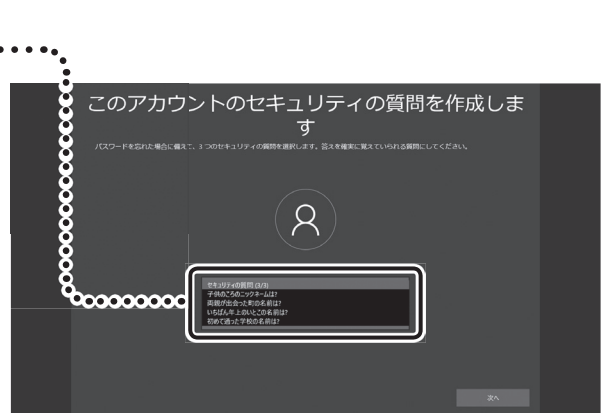 このアカウントのセキュリティの質問を作成しま
す
パスワードを忘れた場合に備えて、3 つのセキュリティの質問を選択します。答えを確実に覚えていられる質問にしてください。
セキュリティの質問 (3/3)
子供のころのニックネームは?
両親が出会った町の名前は?
いちばん年上のいとこの名前は?
初めて通った学校の名前は?
次へ